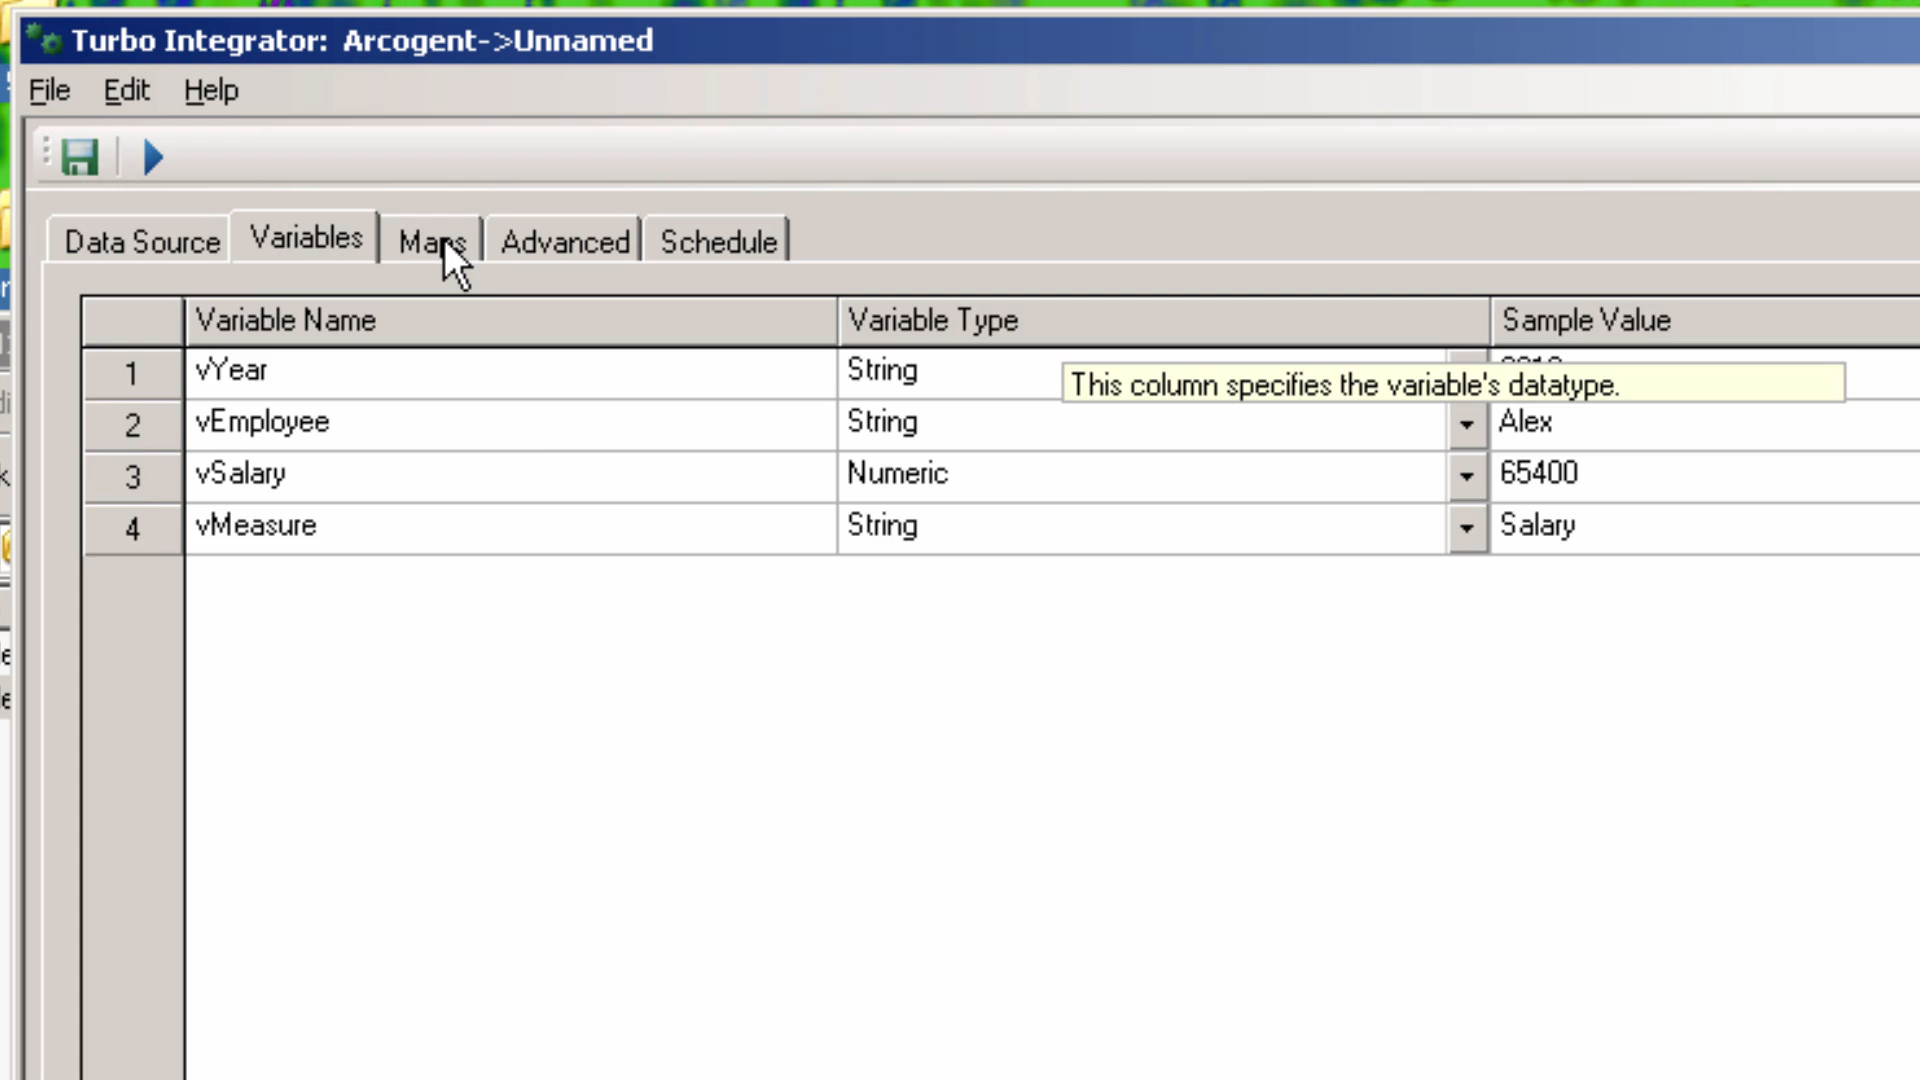 Turbo Integrator: Arcogent->Unnamed
File Edit Help
Data Source Variables Maps Advanced Schedule
Variable Name Variable Type Sample Value
1 vYear String
This column specifies the variable's datatype.
2 vEmployee String Alex
3 vSalary Numeric 65400
4 vMeasure String Salary